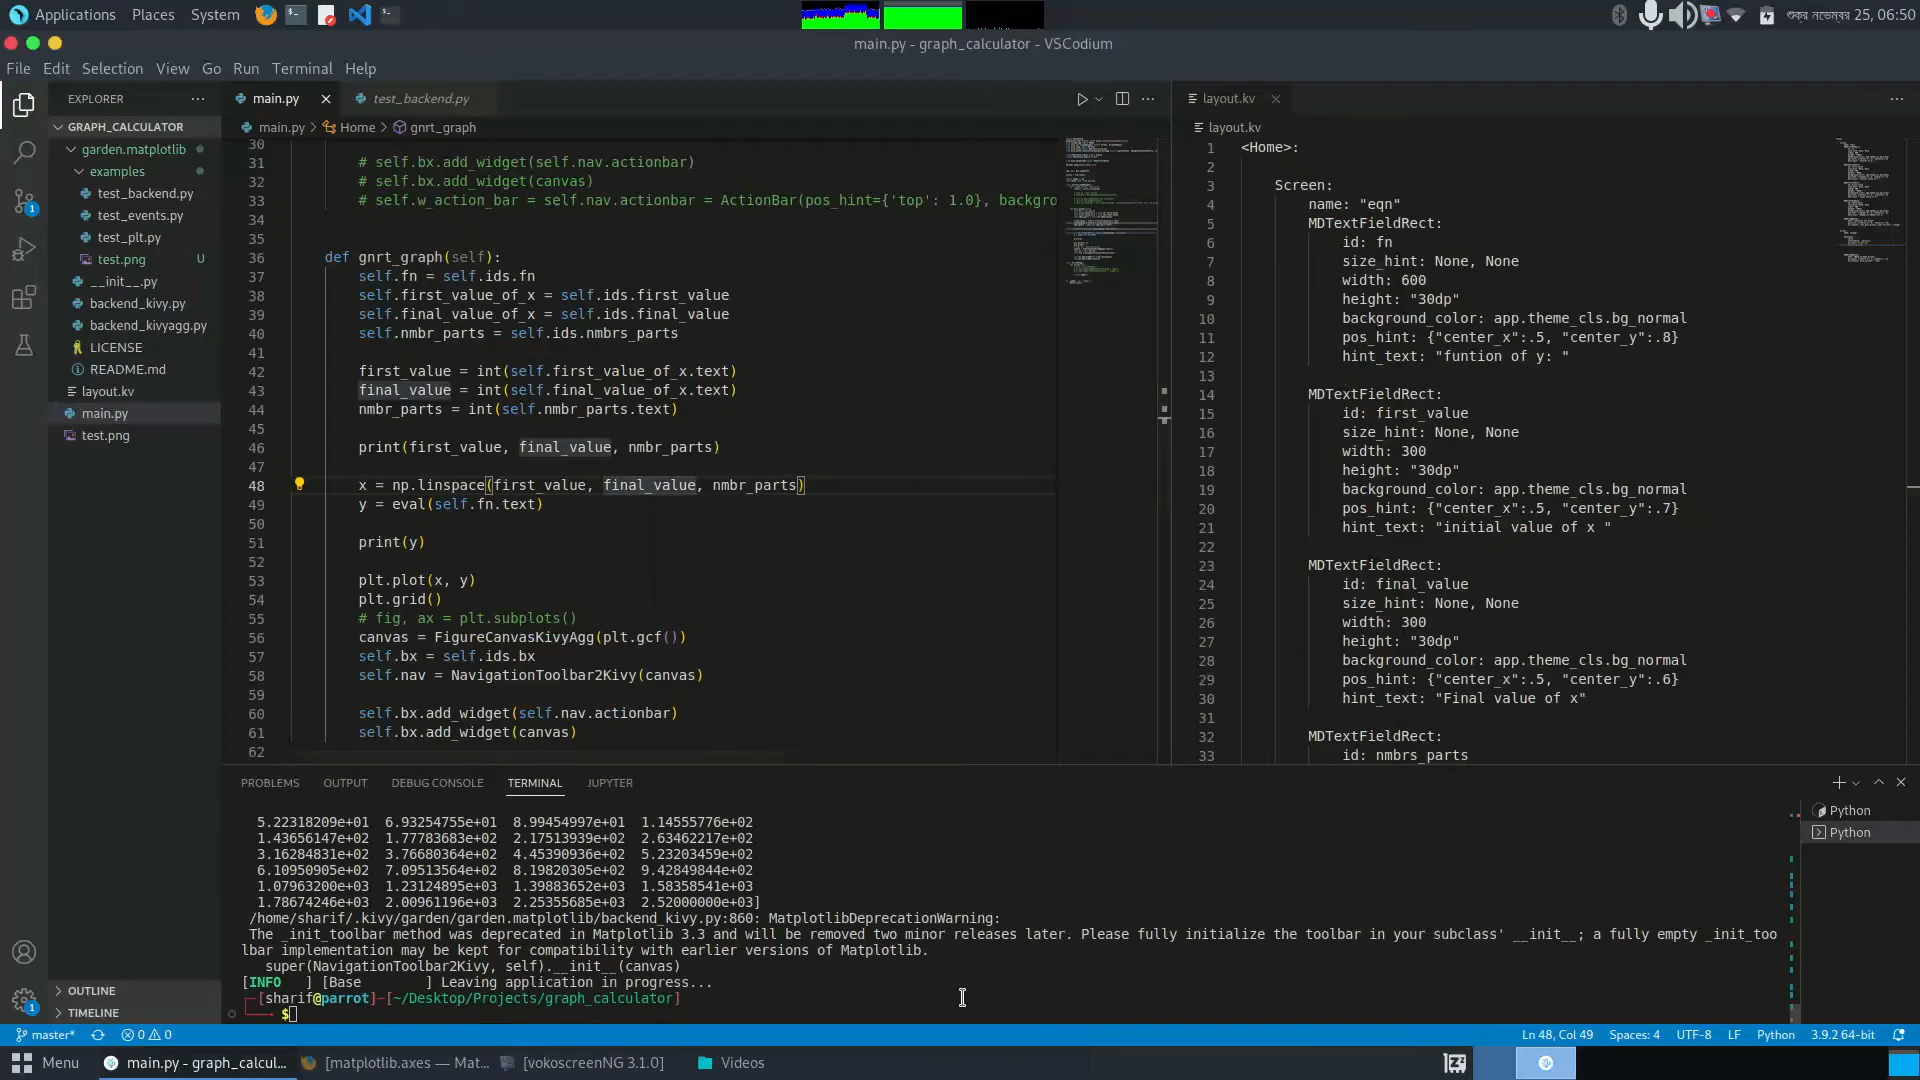 Applications Places System
শুক্র নভেম্বর 25, 06:50
main.py - graph_calculator - VSCodium
File Edit Selection View Go Run Terminal Help
EXPLORER
GRAPH_CALCULATOR
garden.matplotlib
examples
test_backend.py
test_events.py
test_plt.py
test.png U
__init__.py
backend_kivy.py
backend_kivyagg.py
LICENSE
README.md
layout.kv
main.py
test.png
OUTLINE
TIMELINE
main.py test_backend.py
main.py > Home > gnrt_graph
30
31 # self.bx.add_widget(self.nav.actionbar)
32 # self.bx.add_widget(canvas)
33 # self.w_action_bar = self.nav.actionbar = ActionBar(pos_hint={'top': 1.0}, backgro
34
35
36 def gnrt_graph(self):
37 self.fn = self.ids.fn
38 self.first_value_of_x = self.ids.first_value
39 self.final_value_of_x = self.ids.final_value
40 self.nmbr_parts = self.ids.nmbrs_parts
41
42 first_value = int(self.first_value_of_x.text)
43 final_value = int(self.final_value_of_x.text)
44 nmbr_parts = int(self.nmbr_parts.text)
45
46 print(first_value, final_value, nmbr_parts)
47
48 x = np.linspace(first_value, final_value, nmbr_parts)
49 y = eval(self.fn.text)
50
51 print(y)
52
53 plt.plot(x, y)
54 plt.grid()
55 # fig, ax = plt.subplots()
56 canvas = FigureCanvasKivyAgg(plt.gcf())
57 self.bx = self.ids.bx
58 self.nav = NavigationToolbar2Kivy(canvas)
59
60 self.bx.add_widget(self.nav.actionbar)
61 self.bx.add_widget(canvas)
62
layout.kv
layout.kv
1 <Home>:
2
3 Screen:
4 name: "eqn"
5 MDTextFieldRect:
6 id: fn
7 size_hint: None, None
8 width: 600
9 height: "30dp"
10 background_color: app.theme_cls.bg_normal
11 pos_hint: {"center_x":.5, "center_y":.8}
12 hint_text: "funtion of y: "
13
14 MDTextFieldRect:
15 id: first_value
16 size_hint: None, None
17 width: 300
18 height: "30dp"
19 background_color: app.theme_cls.bg_normal
20 pos_hint: {"center_x":.5, "center_y":.7}
21 hint_text: "initial value of x "
22
23 MDTextFieldRect:
24 id: final_value
25 size_hint: None, None
26 width: 300
27 height: "30dp"
28 background_color: app.theme_cls.bg_normal
29 pos_hint: {"center_x":.5, "center_y":.6}
30 hint_text: "Final value of x"
31
32 MDTextFieldRect:
33 id: nmbrs_parts
PROBLEMS OUTPUT DEBUG CONSOLE TERMINAL JUPYTER
5.22318209e+01 6.93254755e+01 8.99454997e+01 1.14555776e+02
1.43656147e+02 1.77783683e+02 2.17513939e+02 2.63462217e+02
3.16284831e+02 3.76680364e+02 4.45390936e+02 5.23203459e+02
6.10950905e+02 7.09513564e+02 8.19820305e+02 9.42849844e+02
1.07963200e+03 1.23124895e+03 1.39883652e+03 1.58358541e+03
1.78674246e+03 2.00961196e+03 2.25355685e+03 2.52000000e+03]
/home/sharif/.kivy/garden/garden.matplotlib/backend_kivy.py:860: MatplotlibDeprecationWarning:
The _init_toolbar method was deprecated in Matplotlib 3.3 and will be removed two minor releases later. Please fully initialize the toolbar in your subclass' __init__; a fully empty _init_too
lbar implementation may be kept for compatibility with earlier versions of Matplotlib.
super(NavigationToolbar2Kivy, self).__init__(canvas)
[INFO ] [Base ] Leaving application in progress...
[sharif@parrot]-[~/Desktop/Projects/graph_calculator]
$
Python
Python
master* 0 0
Ln 48, Col 49 Spaces: 4 UTF-8 LF Python 3.9.2 64-bit
Menu main.py - graph_calcul... [matplotlib.axes — Mat... [vokoscreenNG 3.1.0] Videos